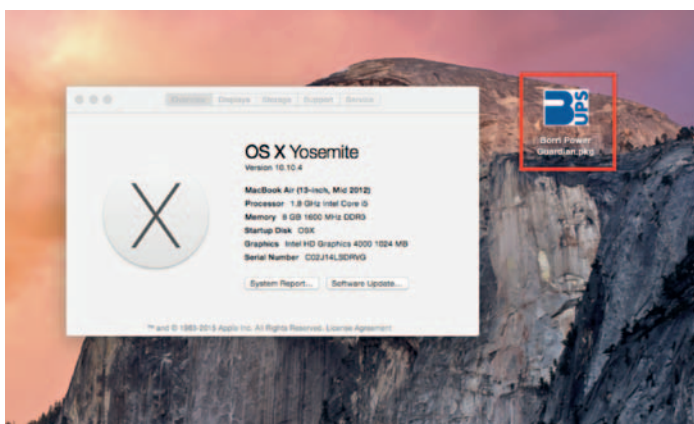 Overview Displays Storage Support Service
OS X Yosemite
Version 10.10.4
MacBook Air (13-inch, Mid 2012)
Processor 1.8 GHz Intel Core i5
Memory 8 GB 1600 MHz DDR3
Startup Disk OSX
Graphics Intel HD Graphics 4000 1024 MB
System Report...
Software Update...
™ and © 1983-2015 Apple Inc. All Rights Reserved. License Agreement
B UPS
Borri Power
Guardian.pkg